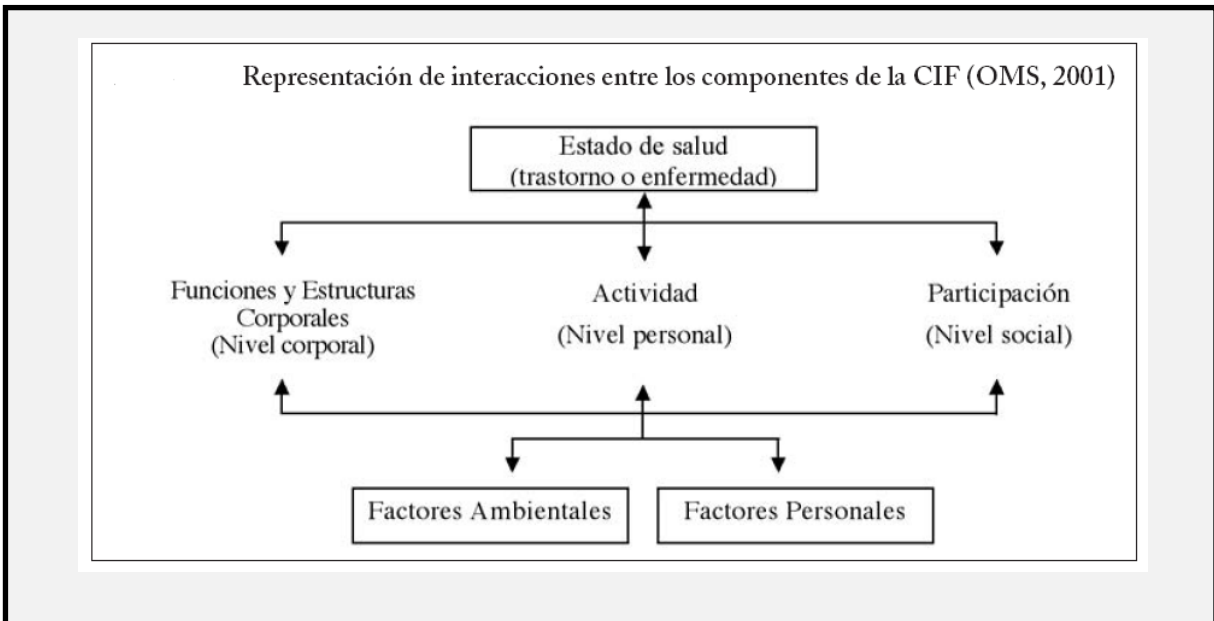 Representación de interacciones entre los componentes de la CIF (OMS, 2001)
Estado de salud
(trastorno o enfermedad)
Funciones y Estructuras
Corporales
(Nivel corporal)
Actividad
(Nivel personal)
Participación
(Nivel social)
Factores Ambientales
Factores Personales